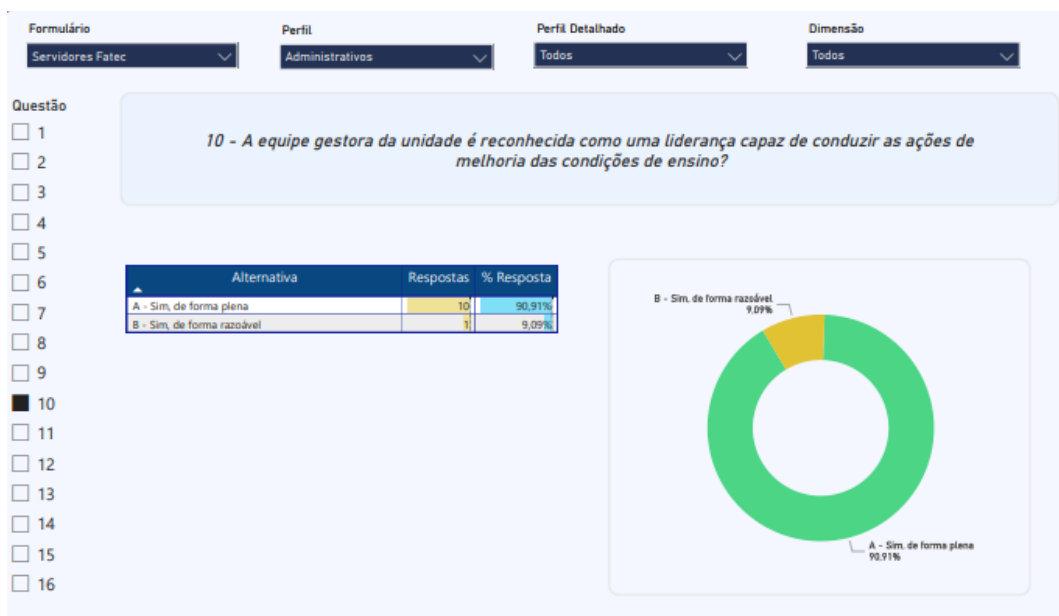 Formulário
Perfil
Perfil Detalhado
Dimensão
Servidores Fatec
Administrativos
Todos
Todos
Questão
1
2
3
4
5
6
7
8
9
10
11
12
13
14
15
16
10 - A equipe gestora da unidade é reconhecida como uma liderança capaz de conduzir as ações de
melhoria das condições de ensino?
Alternativa Respostas % Resposta
A - Sim, de forma plena 10 90,91%
B - Sim, de forma razoável 1 9,09%
B - Sim, de forma razoável
9,09%
A - Sim, de forma plena
90,91%